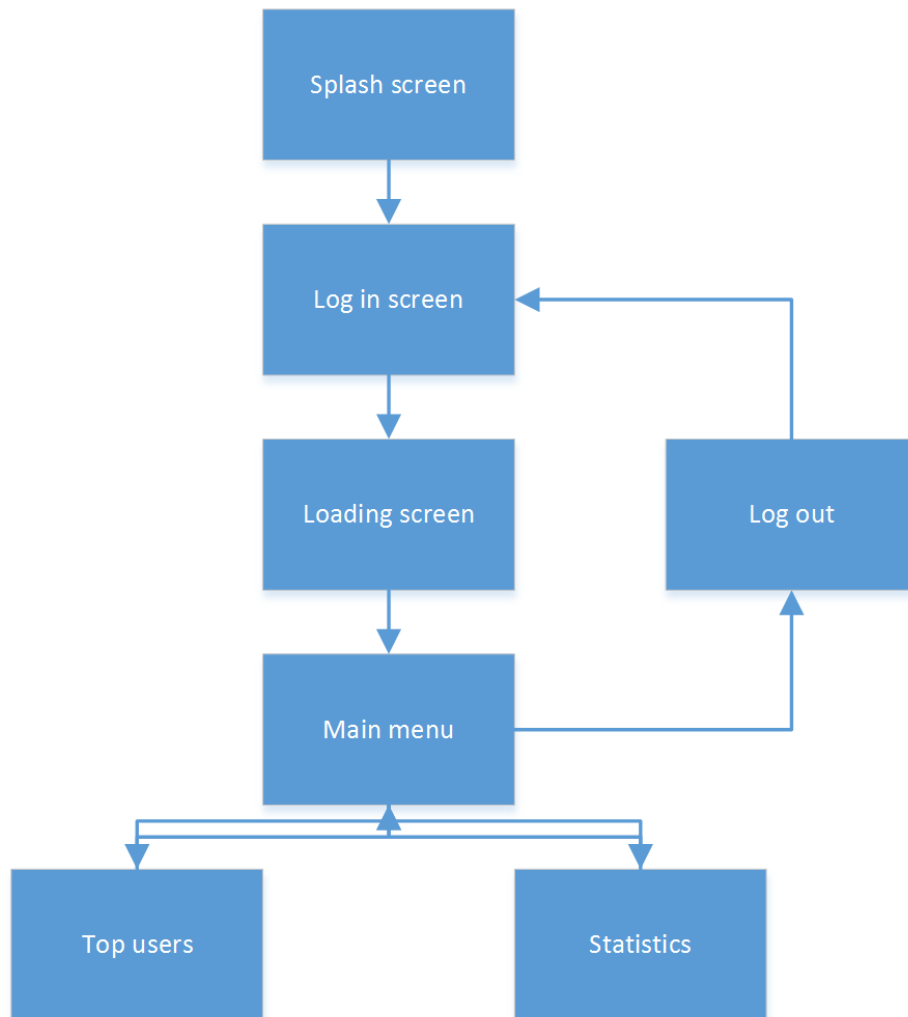 Splash screen
Log in screen
Loading screen
Log out
Main menu
Top users
Statistics